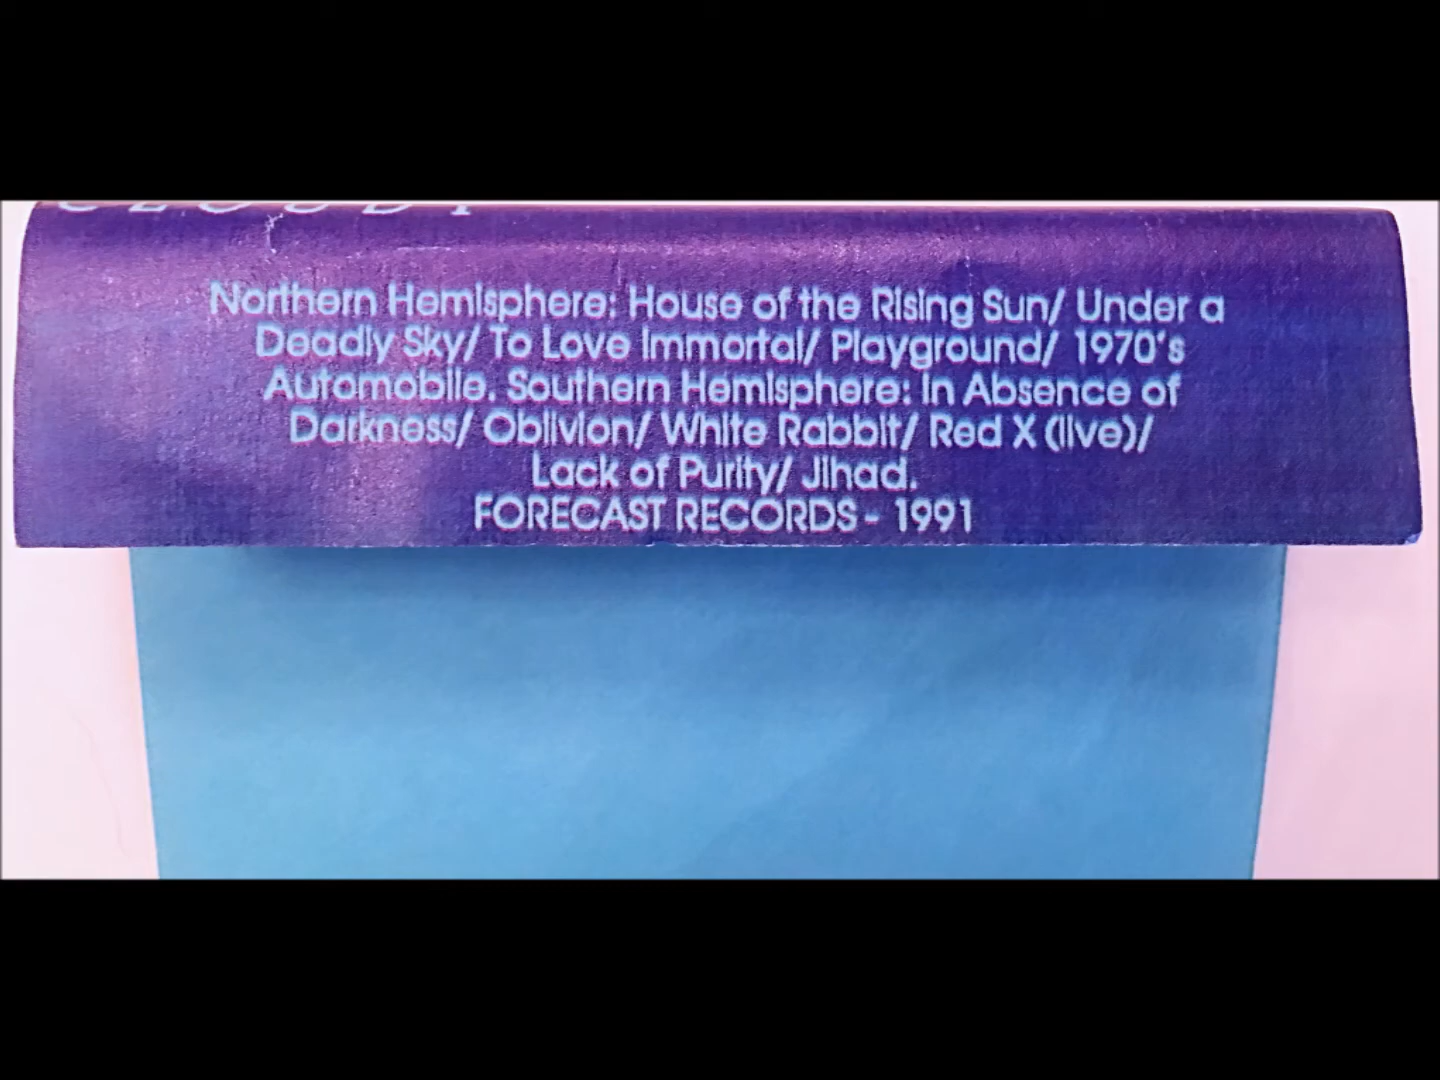 CLOUDY
Northern Hemisphere: House of the Rising Sun/ Under a
Deadly Sky/ To Love Immortal/ Playground/ 1970's
Automobile. Southern Hemisphere: In Absence of
Darkness/ Oblivion/ White Rabbit/ Red X (live)/
Lack of Purity/ Jihad.
FORECAST RECORDS - 1991